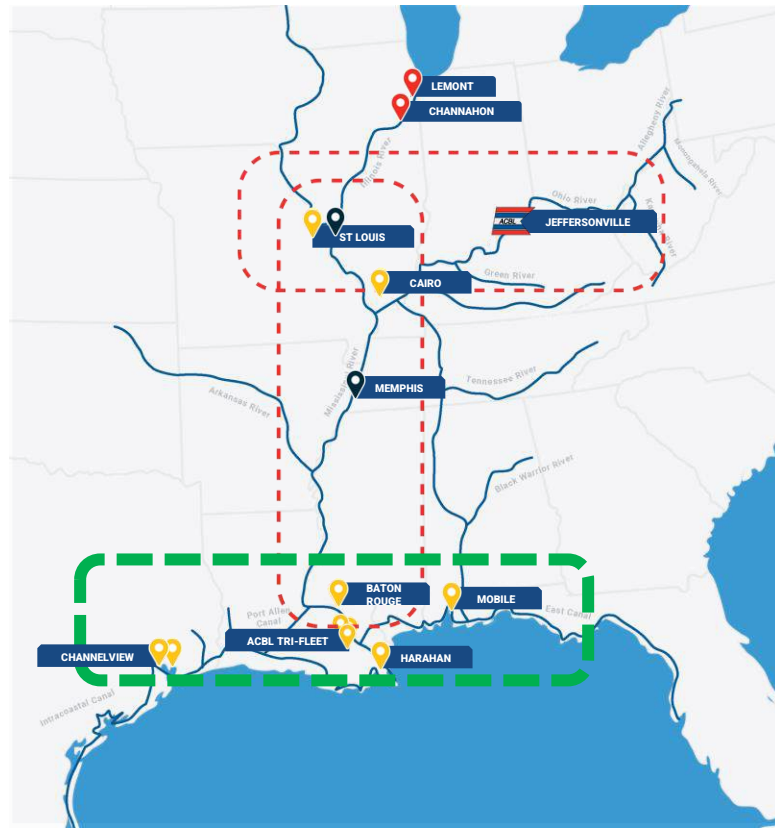 LEMONT
CHANNAHON
Allegheny River
Monongahela River
Illinois River
Ohio River
ACBL
JEFFERSONVILLE
ST LOUIS
Green River
CAIRO
Mississippi River
MEMPHIS
Tennessee River
Arkansas River
Black Warrior River
BATON
ROUGE
MOBILE
Port Allen
Canal
East Canal
ACBL TRI-FLEET
CHANNELVIEW
HARAHAN
Intracoastal Canal